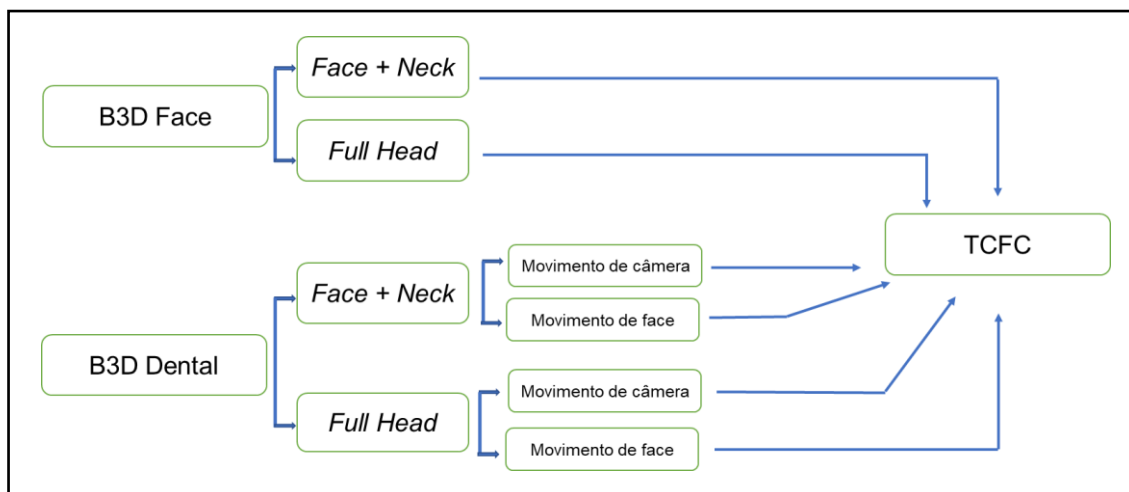 B3D Face
Face + Neck
Full Head
TCFC
B3D Dental
Face + Neck
Movimento de câmera
Movimento de face
Full Head
Movimento de câmera
Movimento de face